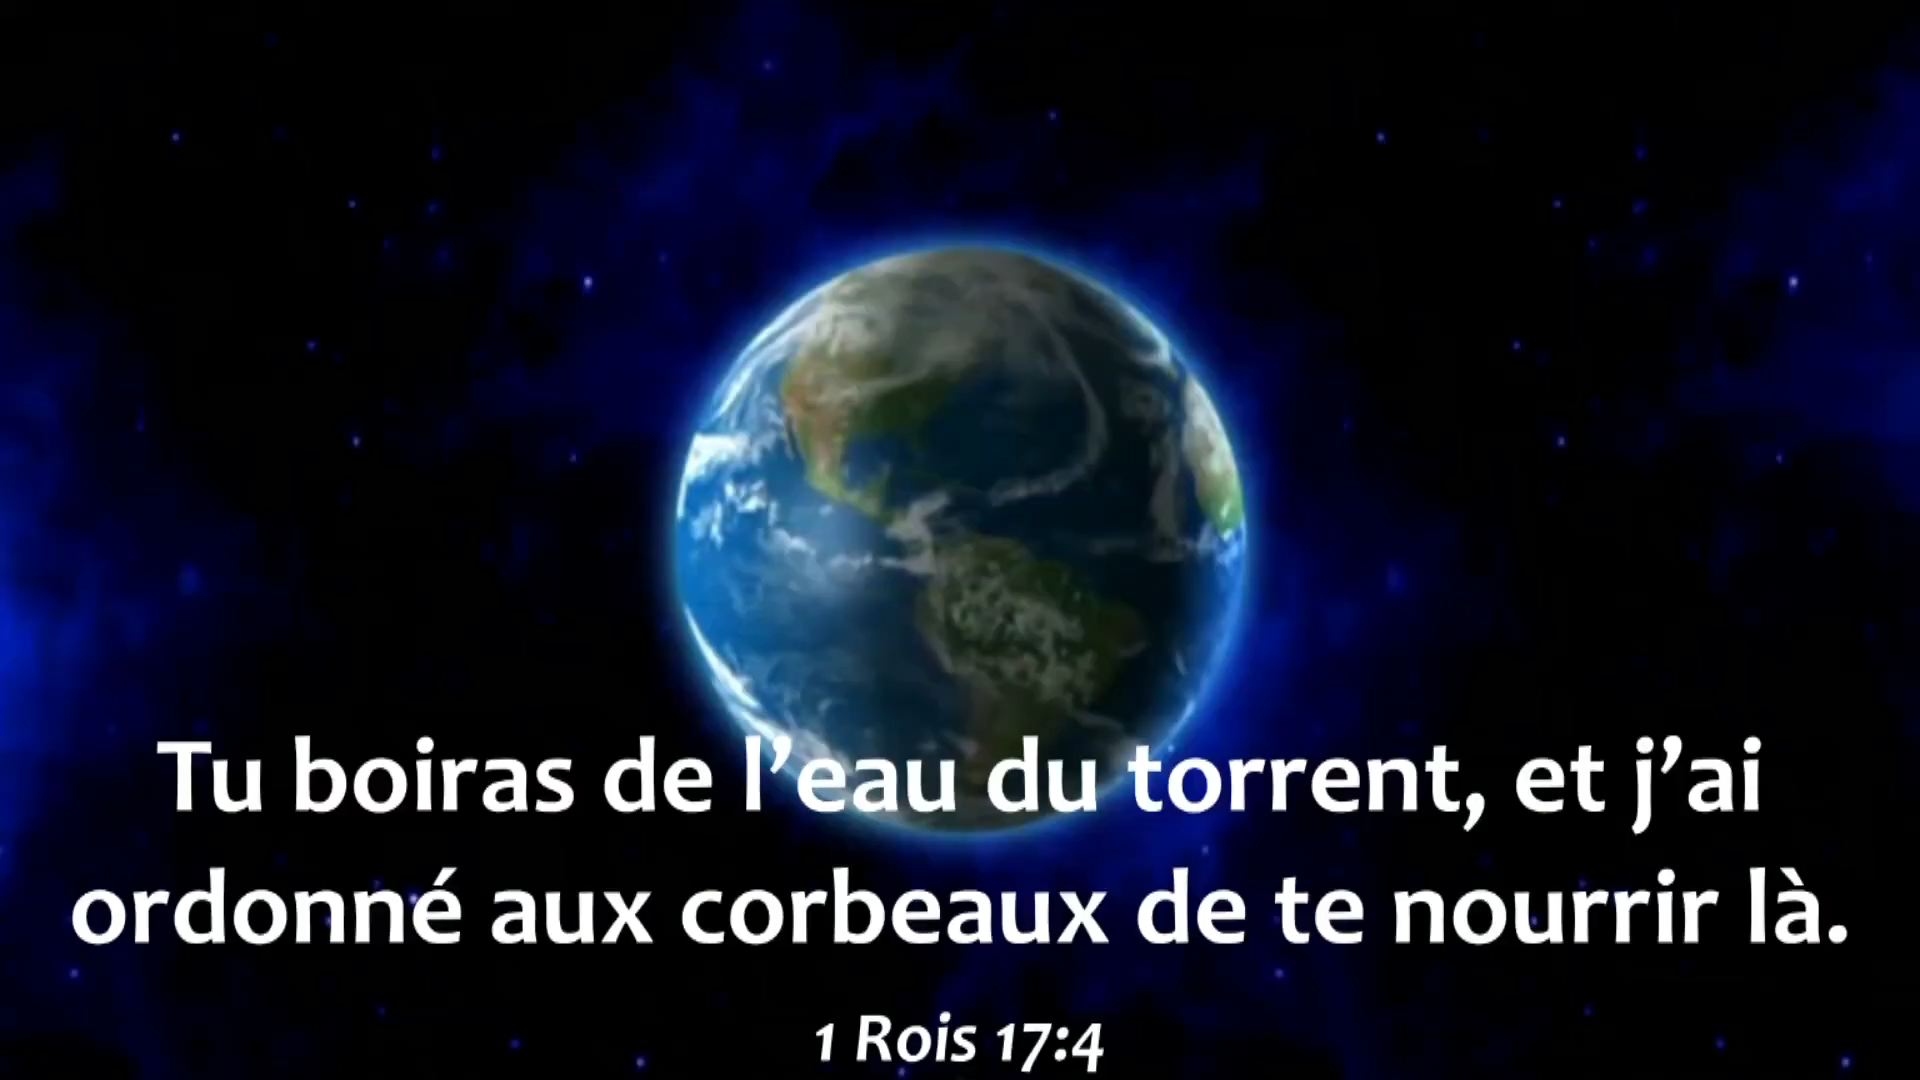 Tu boiras de l’eau du torrent, et j’ai
ordonné aux corbeaux de te nourrir là.
1 Rois 17:4